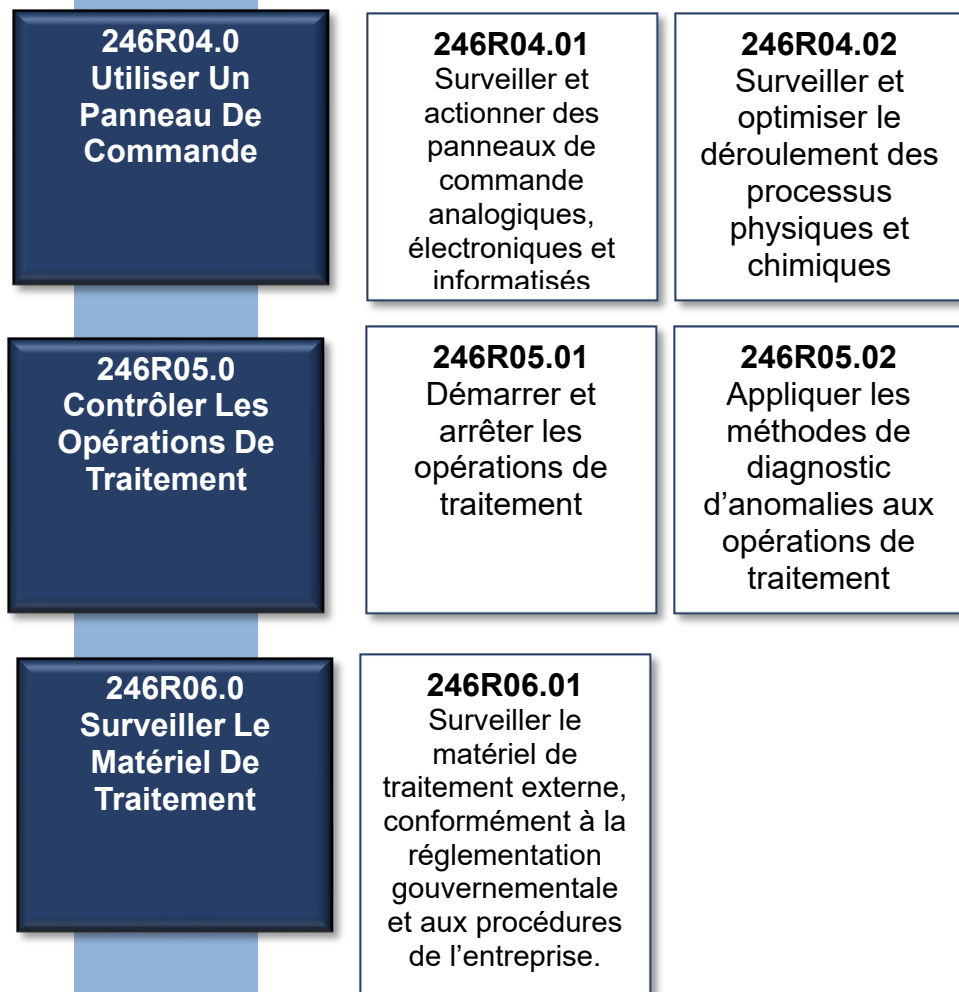 246R04.0
Utiliser Un
Panneau De
Commande
246R04.01
Surveiller et
actionner des
panneaux de
commande
analogiques,
électroniques et
informatisés
246R04.02
Surveiller et
optimiser le
déroulement des
processus
physiques et
chimiques
246R05.0
Contrôler Les
Opérations De
Traitement
246R05.01
Démarrer et
arrêter les
opérations de
traitement
246R05.02
Appliquer les
méthodes de
diagnostic
d’anomalies aux
opérations de
traitement
246R06.0
Surveiller Le
Matériel De
Traitement
246R06.01
Surveiller le
matériel de
traitement externe,
conformément à la
réglementation
gouvernementale
et aux procédures
de l’entreprise.